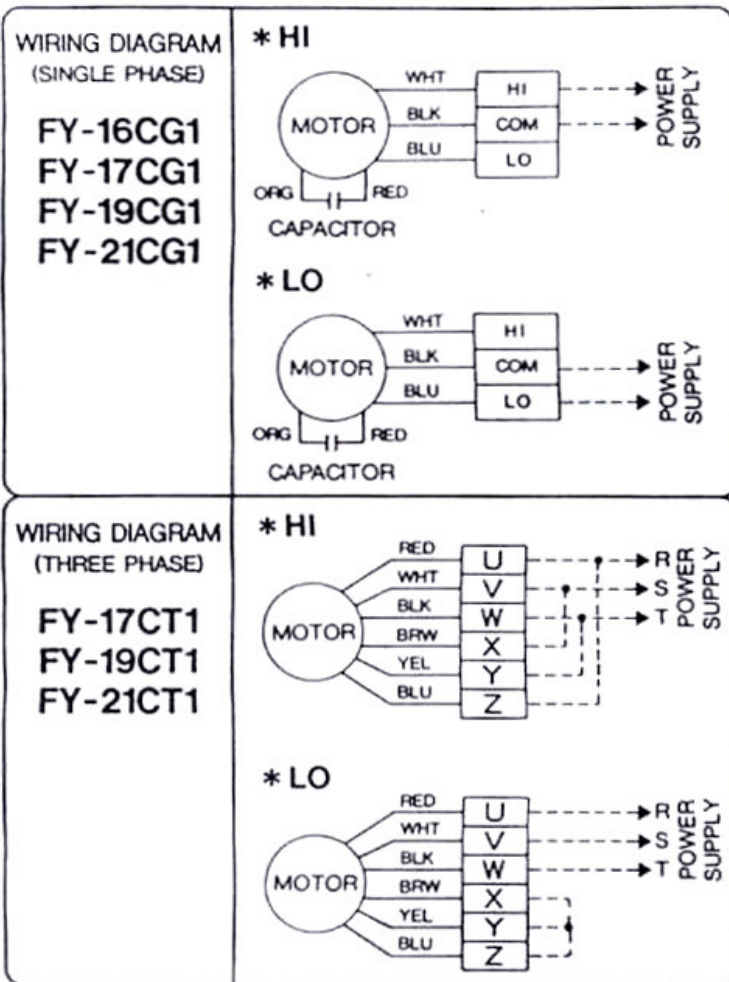 WIRING DIAGRAM
(SINGLE PHASE)
FY-16CG1
FY-17CG1
FY-19CG1
FY-21CG1
* HI
WHT
HI
BLK
COM
MOTOR
BLU
LO
POWER
SUPPLY
ORG
RED
CAPACITOR
* LO
WHT
HI
BLK
COM
MOTOR
BLU
LO
POWER
SUPPLY
ORG
RED
CAPACITOR
WIRING DIAGRAM
(THREE PHASE)
FY-17CT1
FY-19CT1
FY-21CT1
* HI
RED
U
R
WHT
V
S
BLK
W
T
MOTOR
BRW
X
YEL
Y
BLU
Z
POWER
SUPPLY
* LO
RED
U
R
WHT
V
S
BLK
W
T
MOTOR
BRW
X
YEL
Y
BLU
Z
POWER
SUPPLY